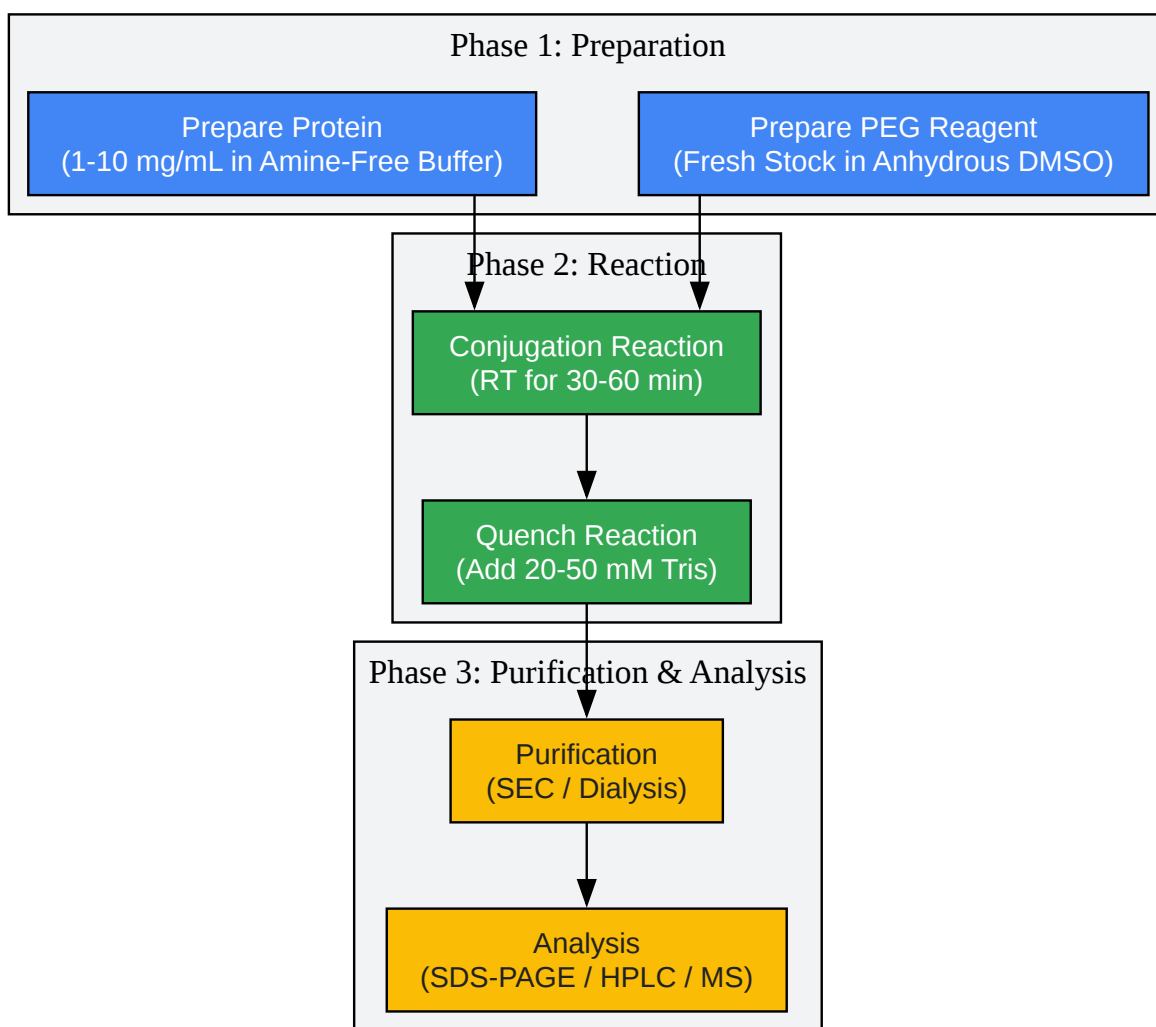 Phase 1: Preparation
Prepare Protein
(1-10 mg/mL in Amine-Free Buffer)
Prepare PEG Reagent
(Fresh Stock in Anhydrous DMSO)
Phase 2: Reaction
Conjugation Reaction
(RT for 30-60 min)
Quench Reaction
(Add 20-50 mM Tris)
Phase 3: Purification & Analysis
Purification
(SEC / Dialysis)
Analysis
(SDS-PAGE / HPLC / MS)